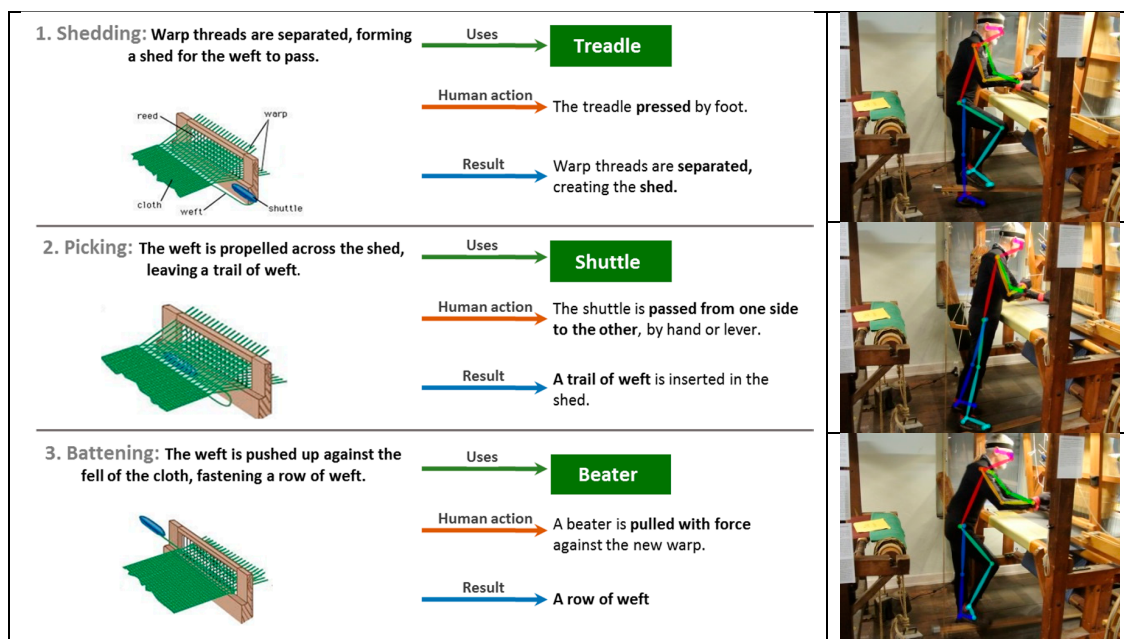 1. Shedding: Warp threads are separated, forming
a shed for the weft to pass.
Uses
Treadle
Human action
The treadle pressed by foot.
Result
Warp threads are separated,
creating the shed.
reed
warp
cloth
weft
shuttle
2. Picking: The weft is propelled across the shed,
leaving a trail of weft.
Uses
Shuttle
Human action
The shuttle is passed from one side
to the other, by hand or lever.
Result
A trail of weft is inserted in the
shed.
3. Battening: The weft is pushed up against the
fell of the cloth, fastening a row of weft.
Uses
Beater
Human action
A beater is pulled with force
against the new warp.
Result
A row of weft